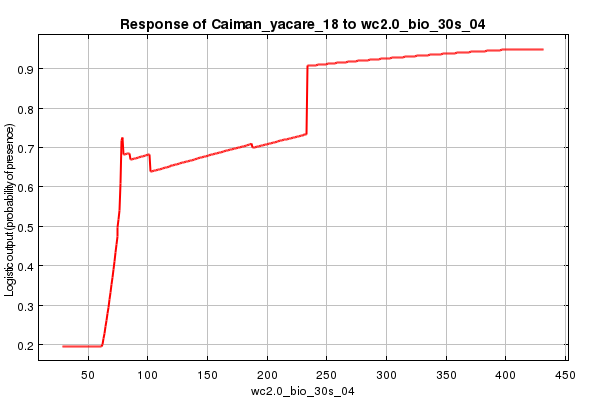 Response of Caiman_yacare_18 to wc2.0_bio_30s_04
Logistic output (probability of presence)
0.9
0.8
0.7
0.6
0.5
0.4
0.3
0.2
50 100 150 200 250 300 350 400 450
wc2.0_bio_30s_04